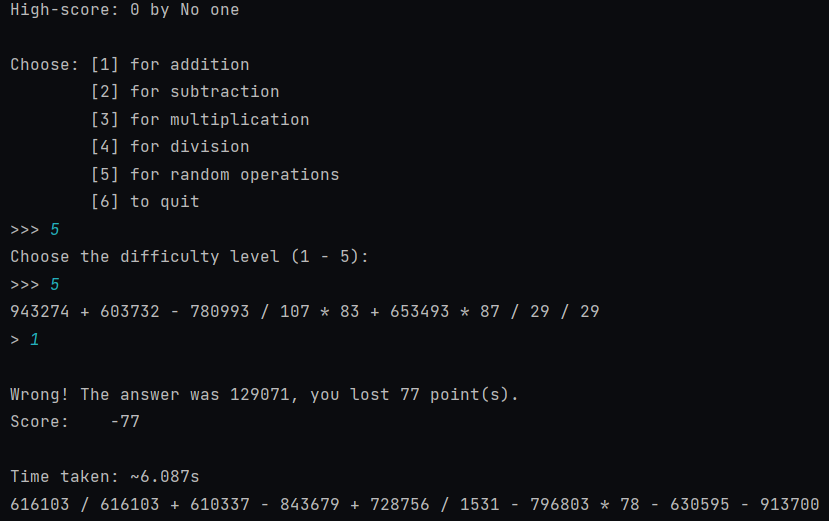 High-score: 0 by No one
Choose: [1] for addition
[2] for subtraction
[3] for multiplication
[4] for division
[5] for random operations
[6] to quit
>>> 5
Choose the difficulty level (1 - 5):
>>> 5
943274 + 603732 - 780993 / 107 * 83 + 653493 * 87 / 29 / 29
> 1
Wrong! The answer was 129071, you lost 77 point(s).
Score:    -77
Time taken: ~6.087s
616103 / 616103 + 610337 - 843679 + 728756 / 1531 - 796803 * 78 - 630595 - 913700